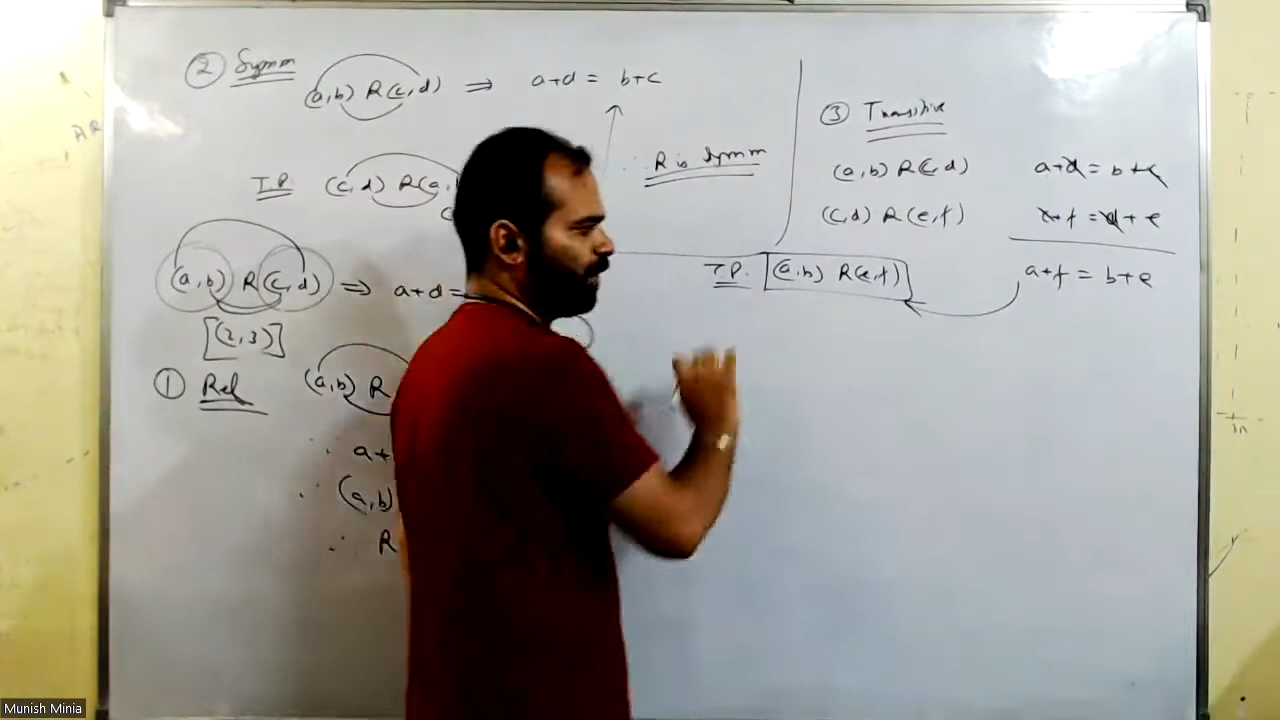 ② Symm
(a,b) R (c,d) ⇒ a+d = b+c
T.P. (c,d) R (a,
∴ R is Symm
(a,b) R (c,d) ⇒ a+d =
[(2,3)]
① Ref (a,b) R
∴ a+
∴ (a,b)
∴ R
③ Transitive
(a,b) R (c,d) a+d = b+c
(c,d) R (e,f) c+f = d+e
T.P. (a,b) R (e,f) a+f = b+e
Munish Minia